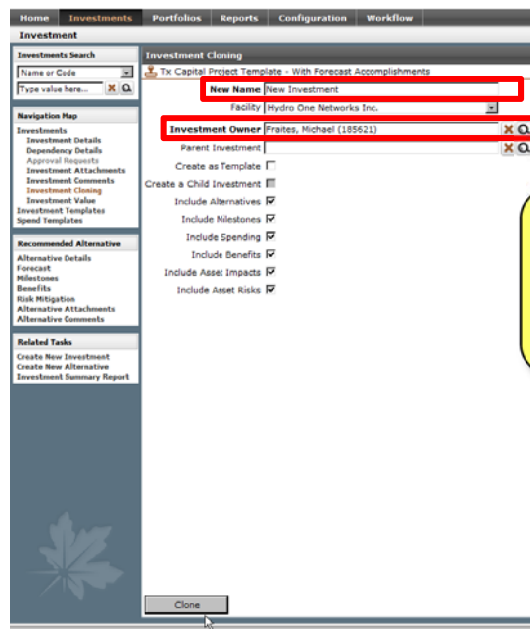 Home Investments Portfolios Reports Configuration Workflow
Investment
Investments Search
Name or Code
Type value here...
Navigation Map
Investments
Investment Details
Dependency Details
Approval Requests
Investment Attachments
Investment Comments
Investment Cloning
Investment Value
Investment Templates
Spend Templates
Recommended Alternative
Alternative Details
Forecast
Milestones
Benefits
Risk Mitigation
Alternative Attachments
Alternative Comments
Related Tasks
Create New Investment
Create New Alternative
Investment Summary Report
Investment Cloning
Tx Capital Project Template - With Forecast Accomplishments
New Name New Investment
Facility Hydro One Networks Inc.
Investment Owner Fraites, Michael (185621)
Parent Investment
Create as Template
Create a Child Investment
Include Alternatives
Include Milestones
Include Spending
Include Benefits
Include Asset Impacts
Include Asset Risks
Clone